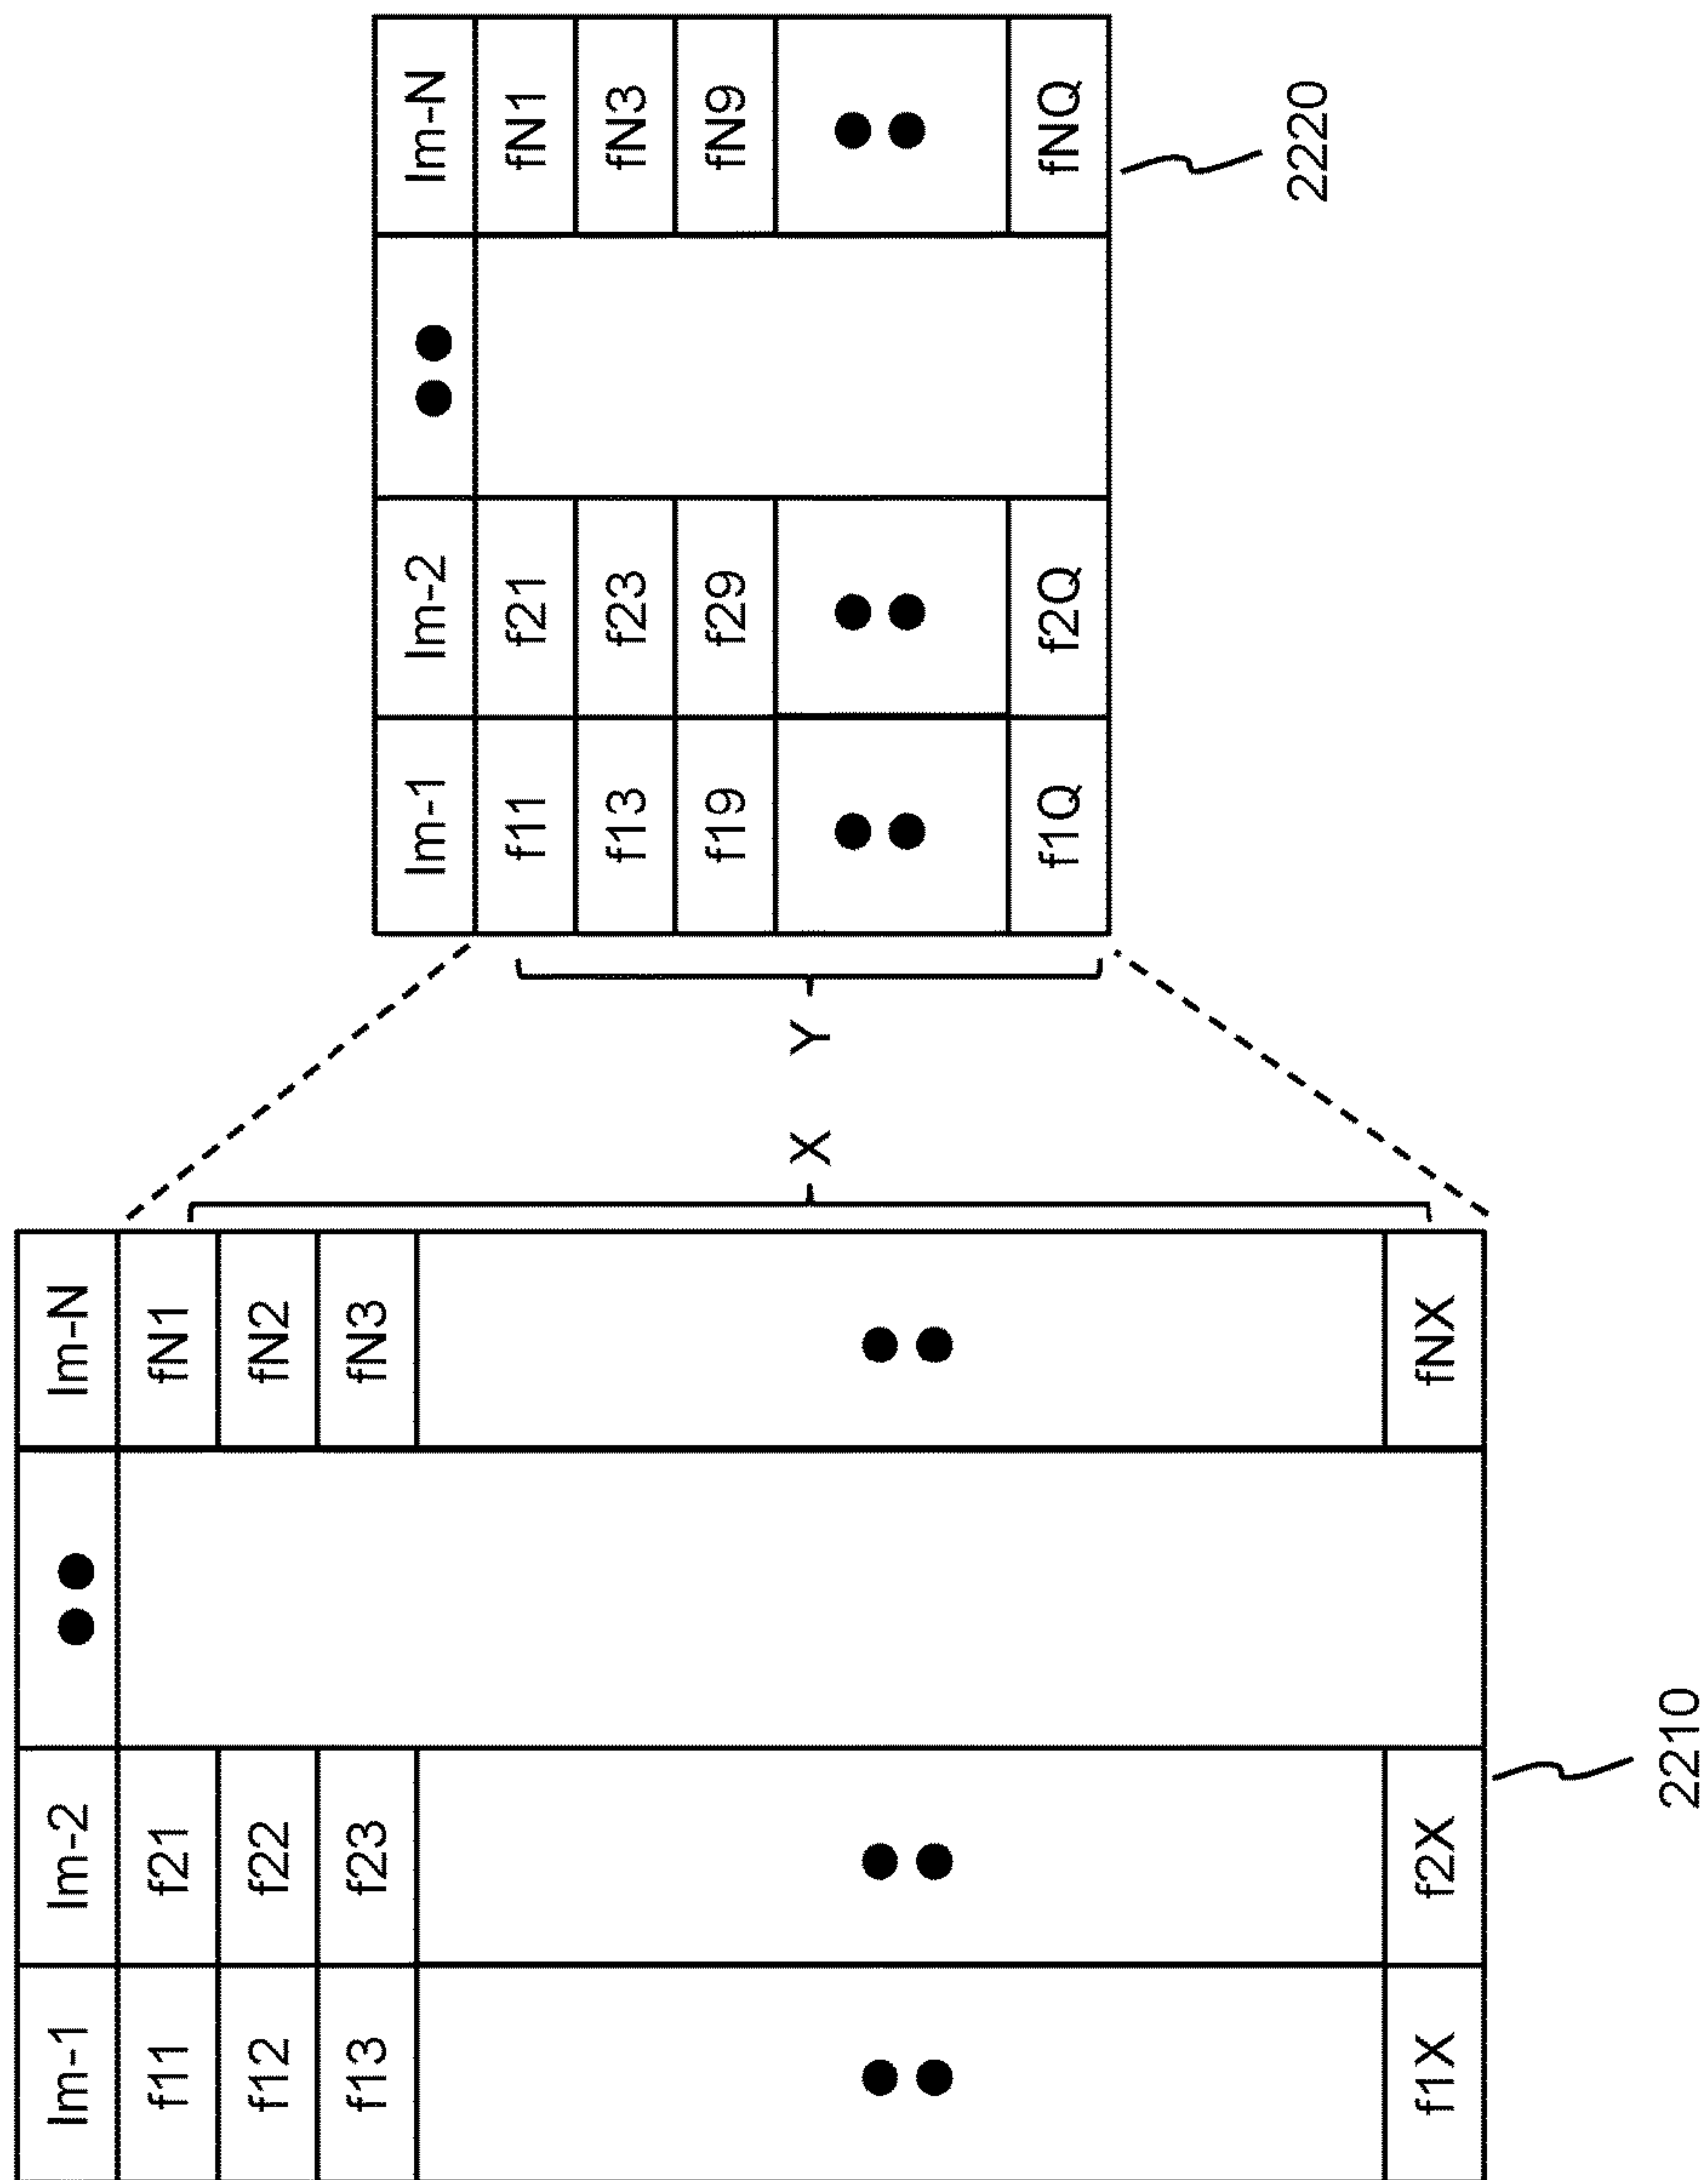 Im-1 Im-2 ●● Im-N
f11 f21 fN1
f12 f22 fN2
f13 f23 fN3
●● ●● ●●
f1X f2X fNX
X
2210
Y
Im-1 Im-2 ●● Im-N
f11 f21 fN1
f13 f23 fN3
f19 f29 fN9
●● ●● ●●
f1Q f2Q fNQ
2220